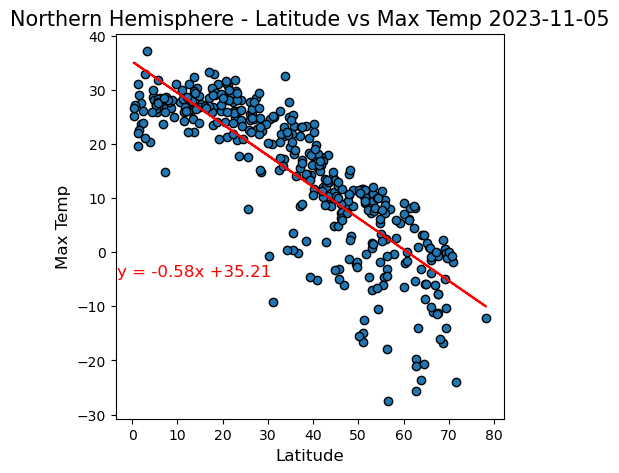 Northern Hemisphere - Latitude vs Max Temp 2023-11-05
40
30
20
10
0
−10
−20
−30
Max Temp
y = -0.58x +35.21
0 10 20 30 40 50 60 70 80
Latitude